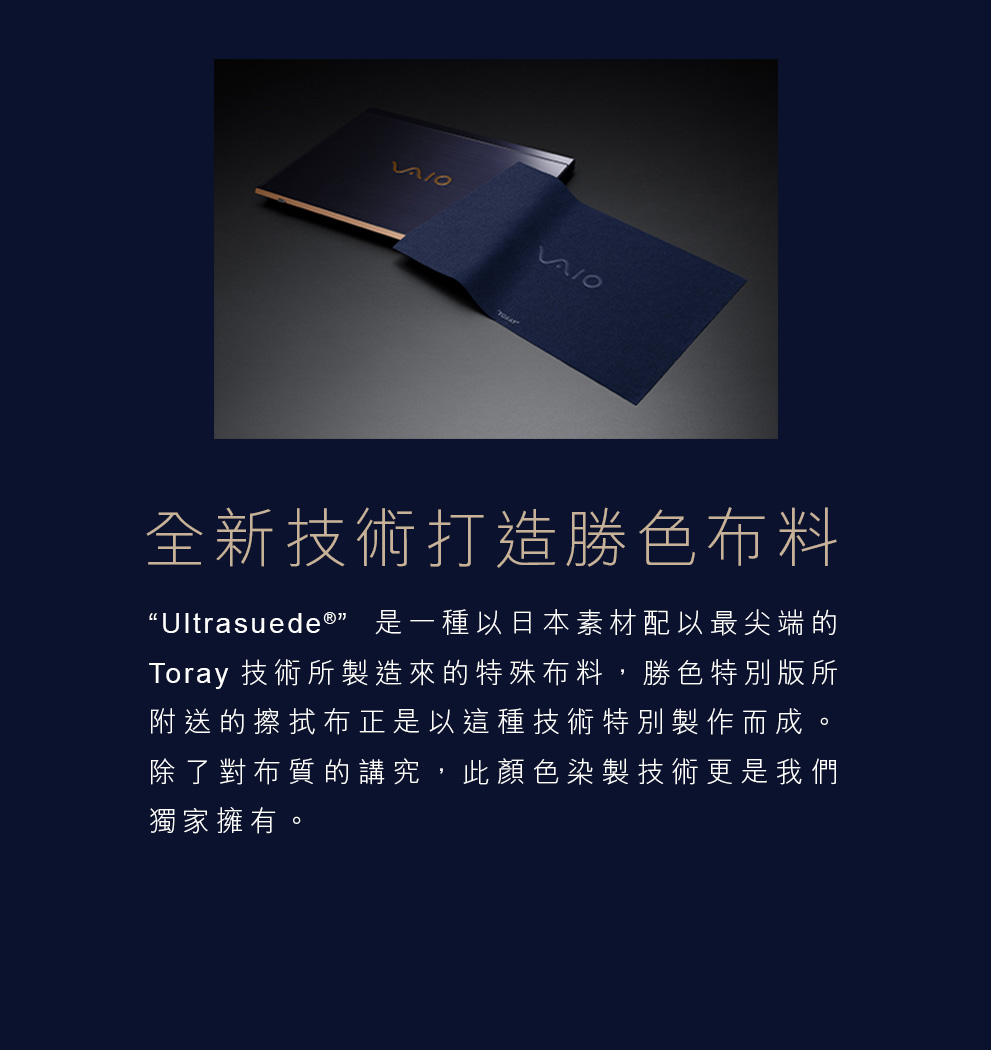 VAIO
VAIO
"TORAY"
全新技術打造勝色布料
“Ultrasuede®” 是一種以日本素材配以最尖端的
Toray 技術所製造來的特殊布料，勝色特別版所
附送的擦拭布正是以這種技術特別製作而成。
除了對布質的講究，此顏色染製技術更是我們
獨家擁有。